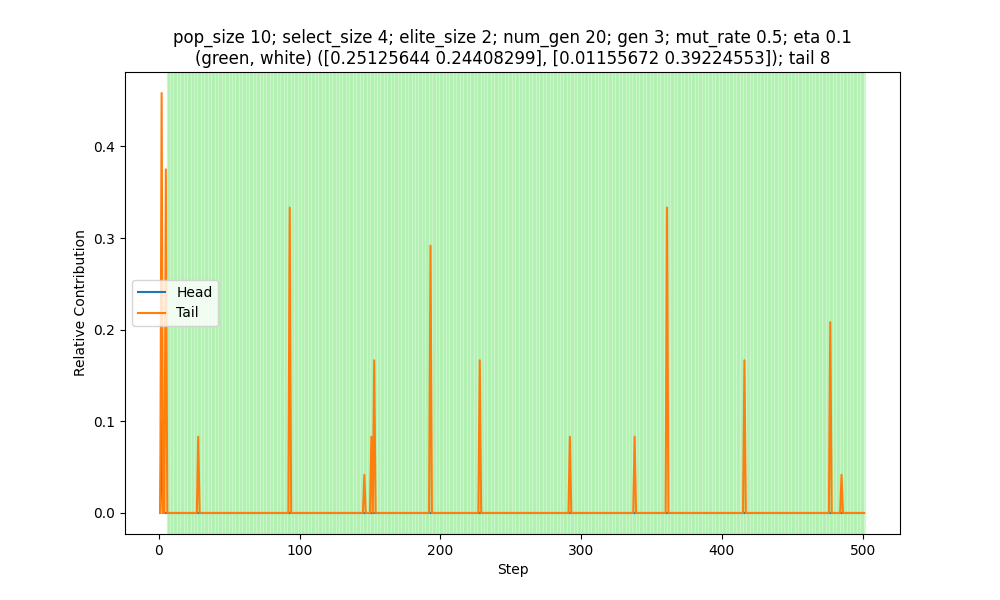 pop_size 10; select_size 4; elite_size 2; num_gen 20; gen 3; mut_rate 0.5; eta 0.1
(green, white) ([0.25125644 0.24408299], [0.01155672 0.39224553]); tail 8
0.4
0.3
0.2
0.1
0.0
Relative Contribution
Head
Tail
0 100 200 300 400 500
Step